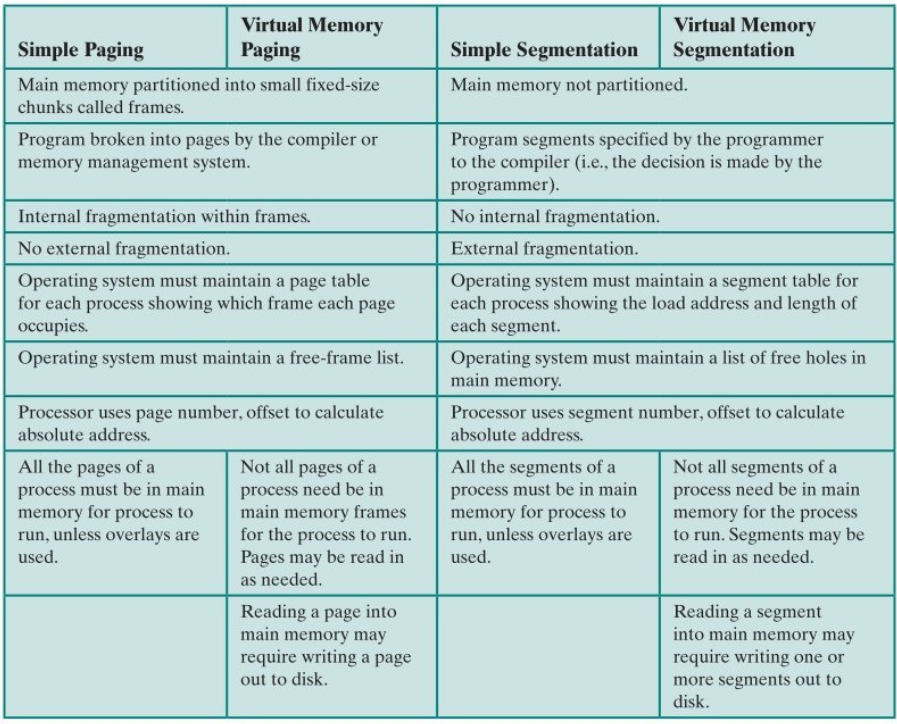 Simple Paging
Virtual Memory
Paging
Simple Segmentation
Virtual Memory
Segmentation
Main memory partitioned into small fixed-size
chunks called frames.
Main memory not partitioned.
Program broken into pages by the compiler or
memory management system.
Program segments specified by the programmer
to the compiler (i.e., the decision is made by the
programmer).
Internal fragmentation within frames.
No internal fragmentation.
No external fragmentation.
External fragmentation.
Operating system must maintain a page table
for each process showing which frame each page
occupies.
Operating system must maintain a segment table for
each process showing the load address and length of
each segment.
Operating system must maintain a free-frame list.
Operating system must maintain a list of free holes in
main memory.
Processor uses page number, offset to calculate
absolute address.
Processor uses segment number, offset to calculate
absolute address.
All the pages of a
process must be in main
memory for process to
run, unless overlays are
used.
Not all pages of a
process need be in
main memory frames
for the process to run.
Pages may be read in
as needed.
All the segments of a
process must be in main
memory for process to
run, unless overlays are
used.
Not all segments of a
process need be in main
memory for the process
to run. Segments may be
read in as needed.
Reading a page into
main memory may
require writing a page
out to disk.
Reading a segment
into main memory may
require writing one or
more segments out to
disk.